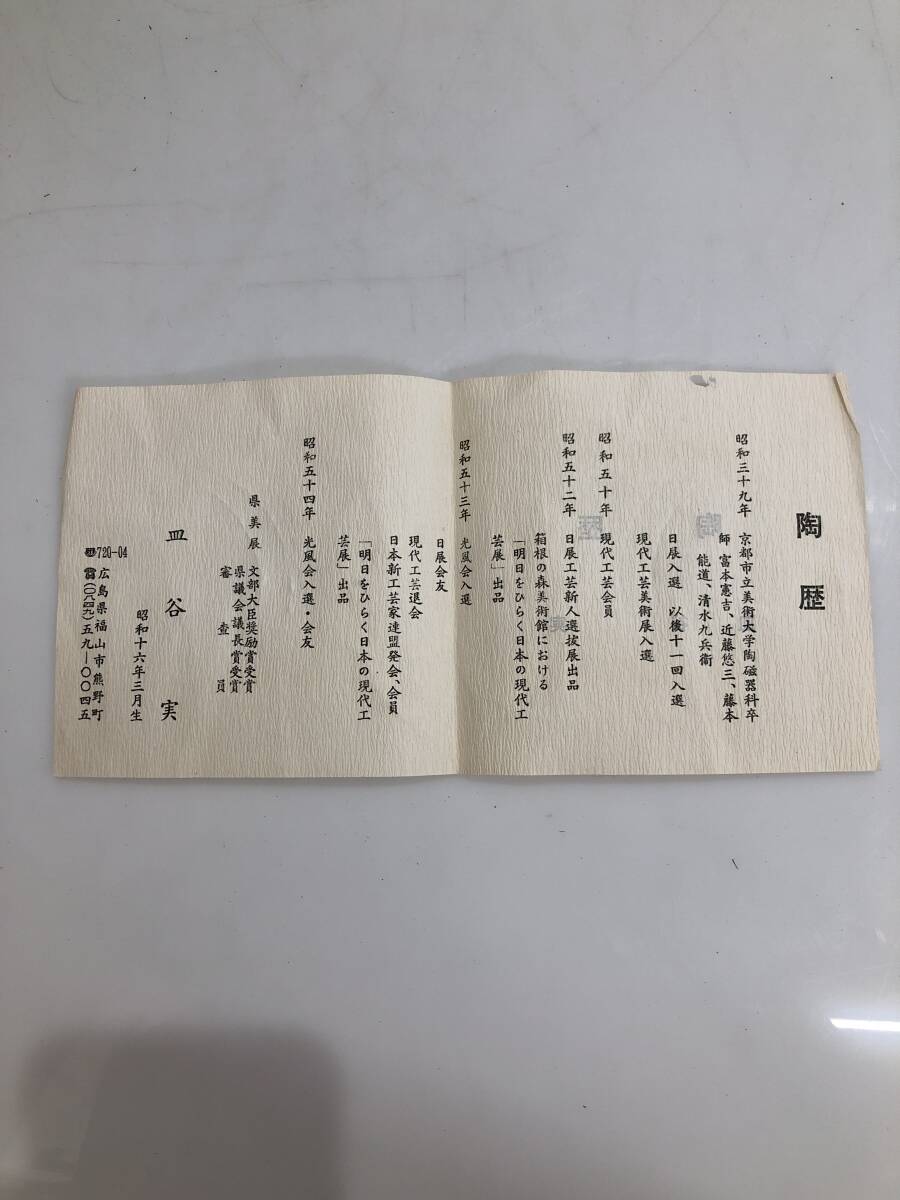 陶歴
昭和三十九年 京都市立美術大学陶磁器科卒
師 富本憲吉、近藤悠三、藤本
能道、清水九兵衛
日展入選 以後十一回入選
現代工芸美術展入選
昭和五十年 現代工芸会員
昭和五十二年 日展工芸新人選抜展出品
箱根の森美術館における
「明日をひらく日本の現代工
芸展」出品
昭和五十三年 光風会入選
日展会友
現代工芸退会
日本新工芸家連盟発会、会員
「明日をひらく日本の現代工
芸展」出品
昭和五十四年 光風会入選・会友
県美展 文部大臣奨励賞受賞
県議会議長賞受賞
審査員
皿谷実
昭和十六年三月生
〠720-04 広島県福山市熊野町
☎(〇八四九)五九―〇〇四五